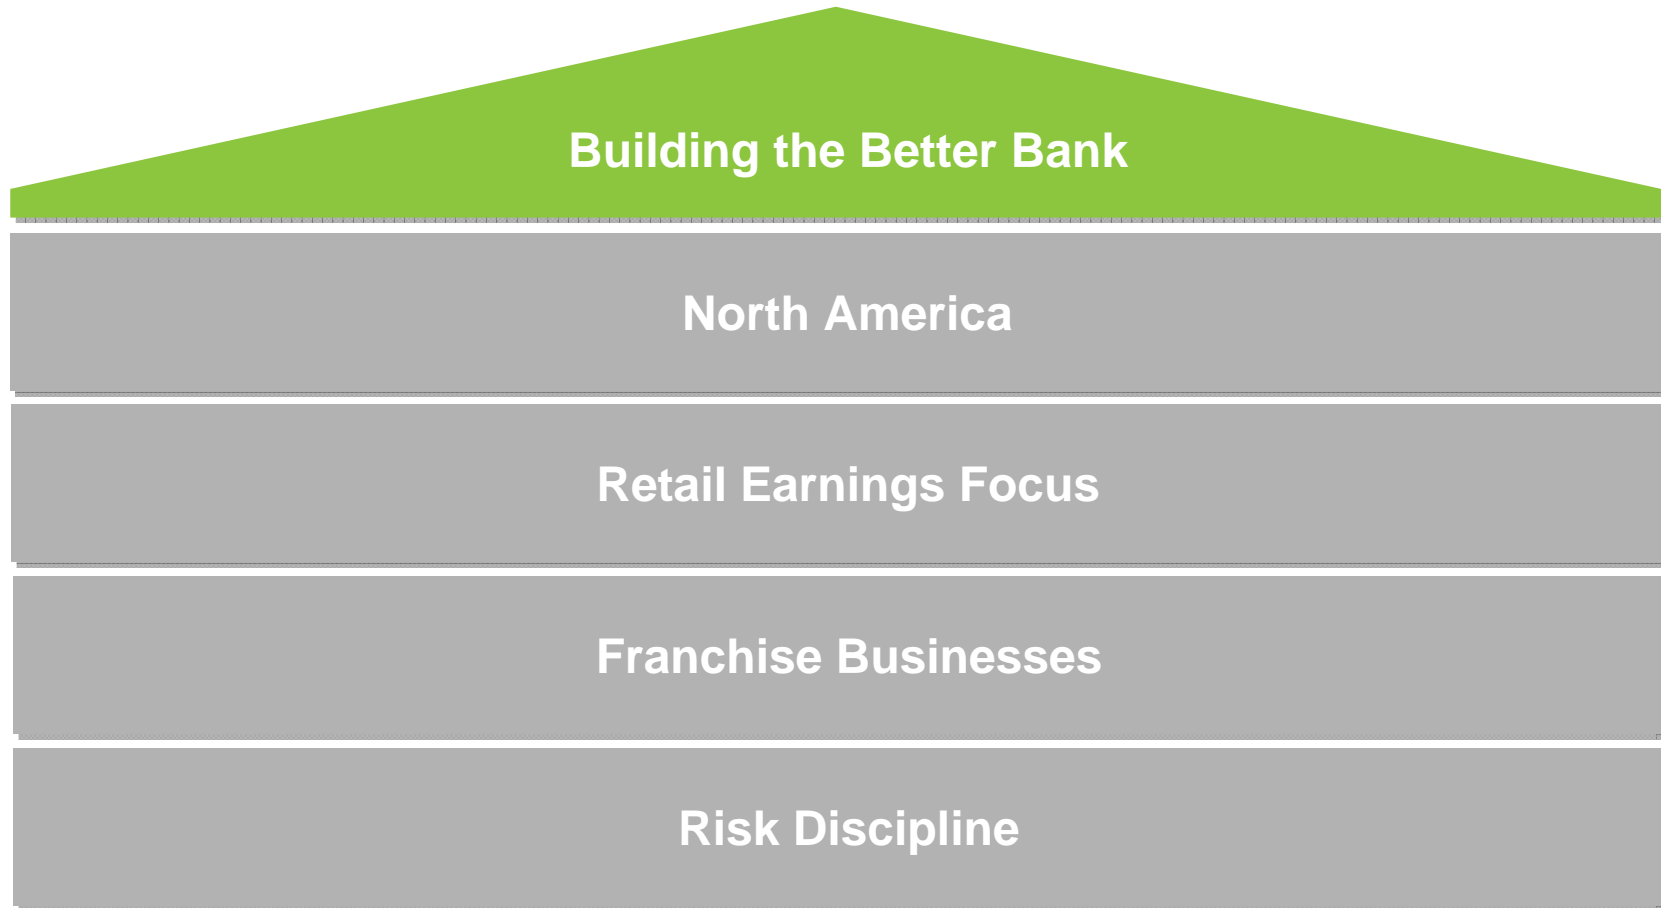 Building the Better Bank
North America
Retail Earnings Focus
Franchise Businesses
Risk Discipline